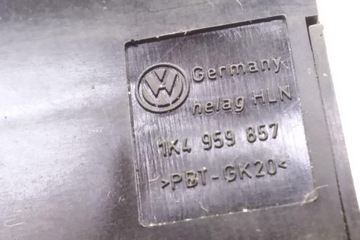 Germany
helag HLN
1K4 959 857
>PBT-GK20<